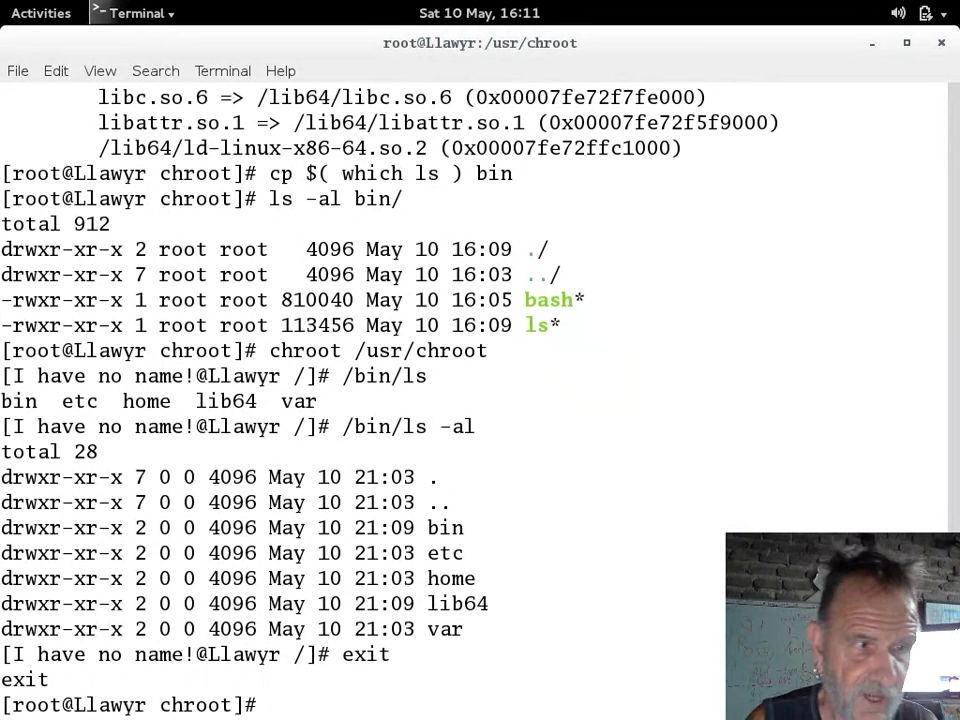 Activities Terminal Sat 10 May, 16:11
root@Llawyr:/usr/chroot
File Edit View Search Terminal Help
libc.so.6 => /lib64/libc.so.6 (0x00007fe72f7fe000)
libattr.so.1 => /lib64/libattr.so.1 (0x00007fe72f5f9000)
/lib64/ld-linux-x86-64.so.2 (0x00007fe72ffc1000)
[root@Llawyr chroot]# cp $( which ls ) bin
[root@Llawyr chroot]# ls -al bin/
total 912
drwxr-xr-x 2 root root   4096 May 10 16:09 ./
drwxr-xr-x 7 root root   4096 May 10 16:03 ../
-rwxr-xr-x 1 root root 810040 May 10 16:05 bash*
-rwxr-xr-x 1 root root 113456 May 10 16:09 ls*
[root@Llawyr chroot]# chroot /usr/chroot
[I have no name!@Llawyr /]# /bin/ls
bin  etc  home  lib64  var
[I have no name!@Llawyr /]# /bin/ls -al
total 28
drwxr-xr-x 7 0 0 4096 May 10 21:03 .
drwxr-xr-x 7 0 0 4096 May 10 21:03 ..
drwxr-xr-x 2 0 0 4096 May 10 21:09 bin
drwxr-xr-x 2 0 0 4096 May 10 21:03 etc
drwxr-xr-x 2 0 0 4096 May 10 21:03 home
drwxr-xr-x 2 0 0 4096 May 10 21:09 lib64
drwxr-xr-x 2 0 0 4096 May 10 21:03 var
[I have no name!@Llawyr /]# exit
exit
[root@Llawyr chroot]#